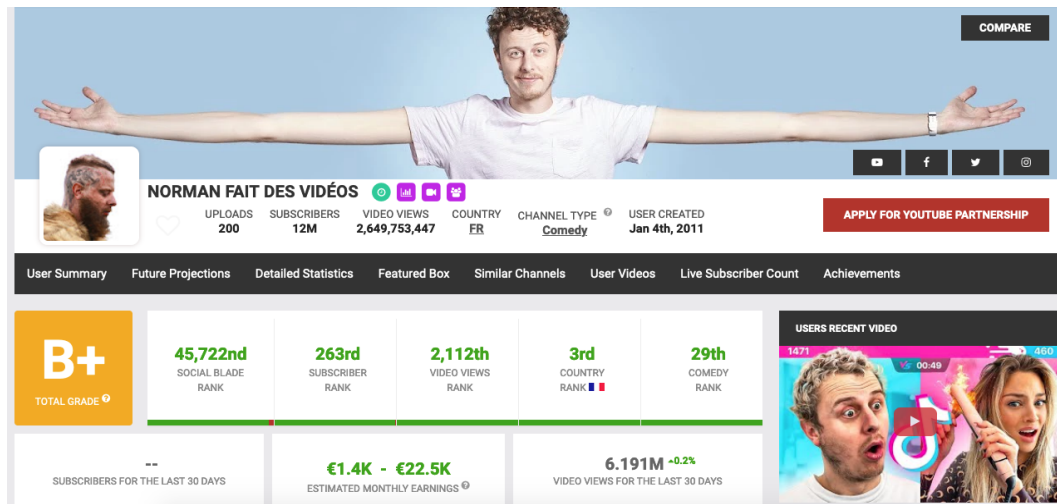 COMPARE
NORMAN FAIT DES VIDÉOS
UPLOADS SUBSCRIBERS VIDEO VIEWS COUNTRY CHANNEL TYPE ? USER CREATED
200 12M 2,649,753,447 FR Comedy Jan 4th, 2011
APPLY FOR YOUTUBE PARTNERSHIP
User Summary Future Projections Detailed Statistics Featured Box Similar Channels User Videos Live Subscriber Count Achievements
B+
TOTAL GRADE ?
45,722nd 263rd 2,112th 3rd 29th
SOCIAL BLADE SUBSCRIBER VIDEO VIEWS COUNTRY COMEDY
RANK RANK RANK RANK RANK
USERS RECENT VIDEO
1471 VS 00:49 460
--
SUBSCRIBERS FOR THE LAST 30 DAYS
€1.4K - €22.5K
ESTIMATED MONTHLY EARNINGS ?
6.191M +0.2%
VIDEO VIEWS FOR THE LAST 30 DAYS